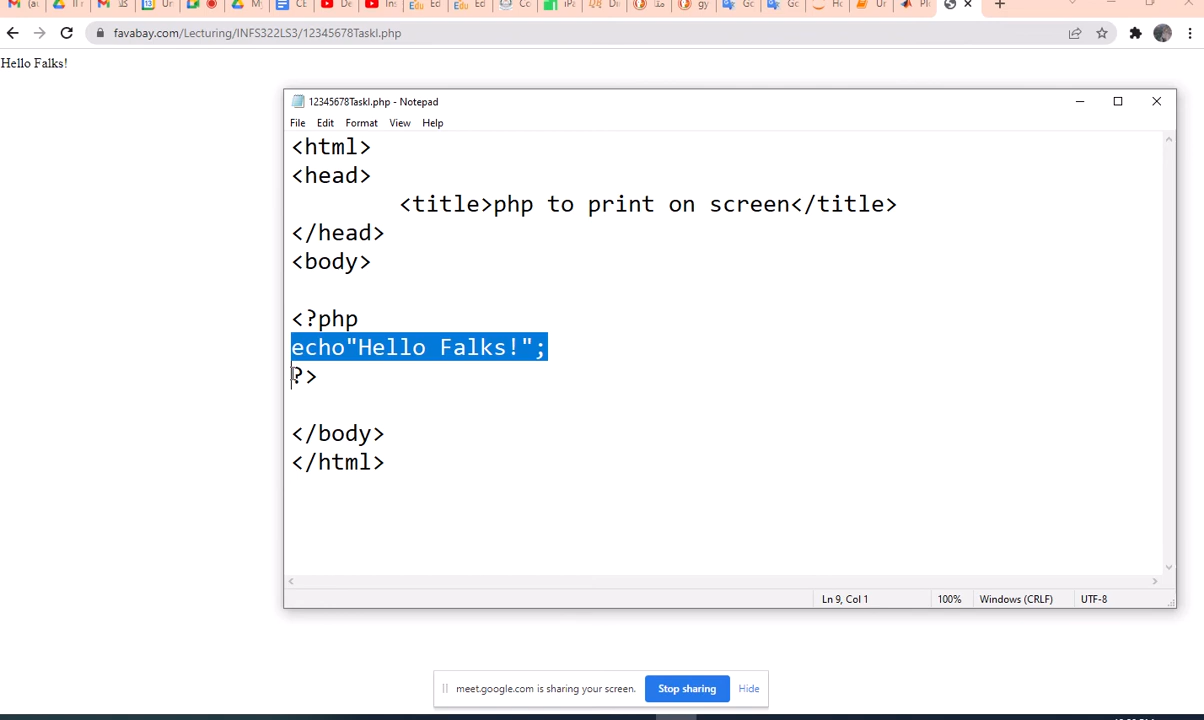 favabay.com/Lecturing/INFS322LS3/12345678TaskI.php
Hello Falks!
12345678TaskI.php - Notepad
File Edit Format View Help
<html>
<head>
<title>php to print on screen</title>
</head>
<body>
<?php
echo"Hello Falks!";
?>
</body>
</html>
Ln 9, Col 1 100% Windows (CRLF) UTF-8
meet.google.com is sharing your screen. Stop sharing Hide